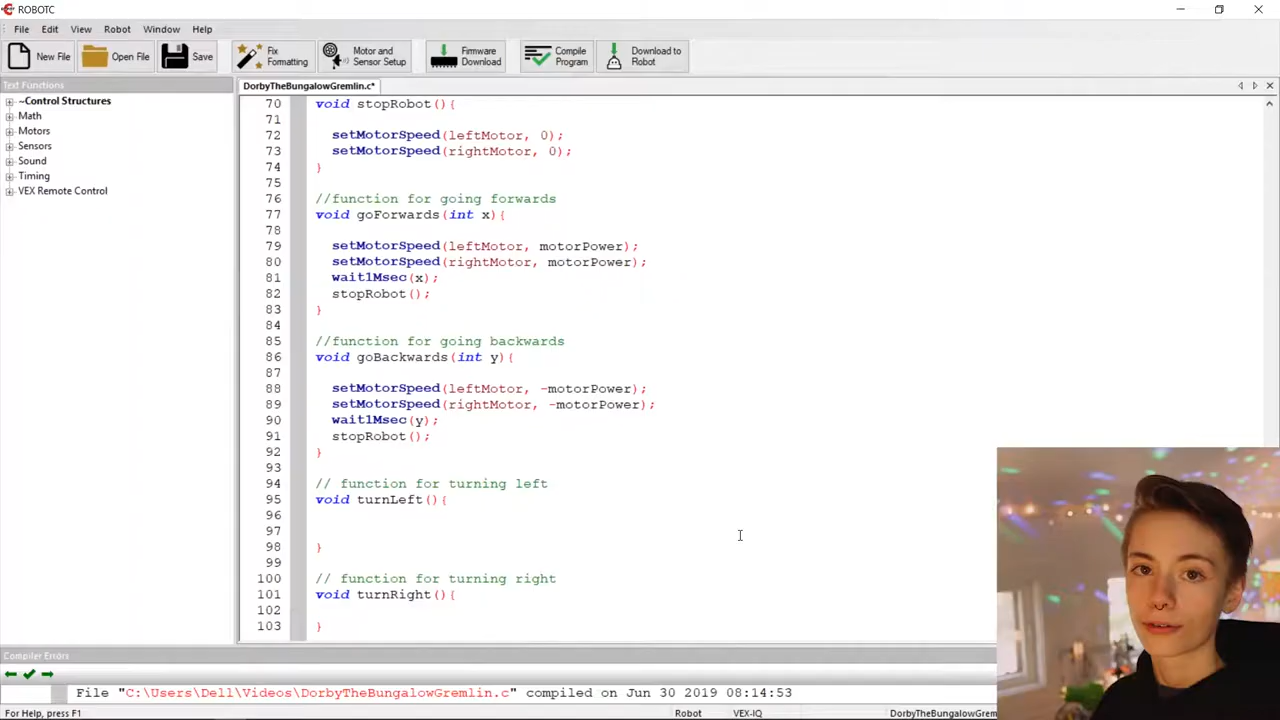 ROBOTC
File Edit View Robot Window Help
New File Open File Save Fix Formatting Motor and Sensor Setup Firmware Download Compile Program Download to Robot
Text Functions
DorbyTheBungalowGremlin.c*
~Control Structures
Math
Motors
Sensors
Sound
Timing
VEX Remote Control
70 void stopRobot(){
71
72 setMotorSpeed(leftMotor, 0);
73 setMotorSpeed(rightMotor, 0);
74 }
75
76 //function for going forwards
77 void goForwards(int x){
78
79 setMotorSpeed(leftMotor, motorPower);
80 setMotorSpeed(rightMotor, motorPower);
81 wait1Msec(x);
82 stopRobot();
83 }
84
85 //function for going backwards
86 void goBackwards(int y){
87
88 setMotorSpeed(leftMotor, -motorPower);
89 setMotorSpeed(rightMotor, -motorPower);
90 wait1Msec(y);
91 stopRobot();
92 }
93
94 // function for turning left
95 void turnLeft(){
96
97
98 }
99
100 // function for turning right
101 void turnRight(){
102
103 }
Compiler Errors
File "C:\Users\Dell\Videos\DorbyTheBungalowGremlin.c" compiled on Jun 30 2019 08:14:53
For Help, press F1 Robot VEX-IQ DorbyTheBungalowGrem